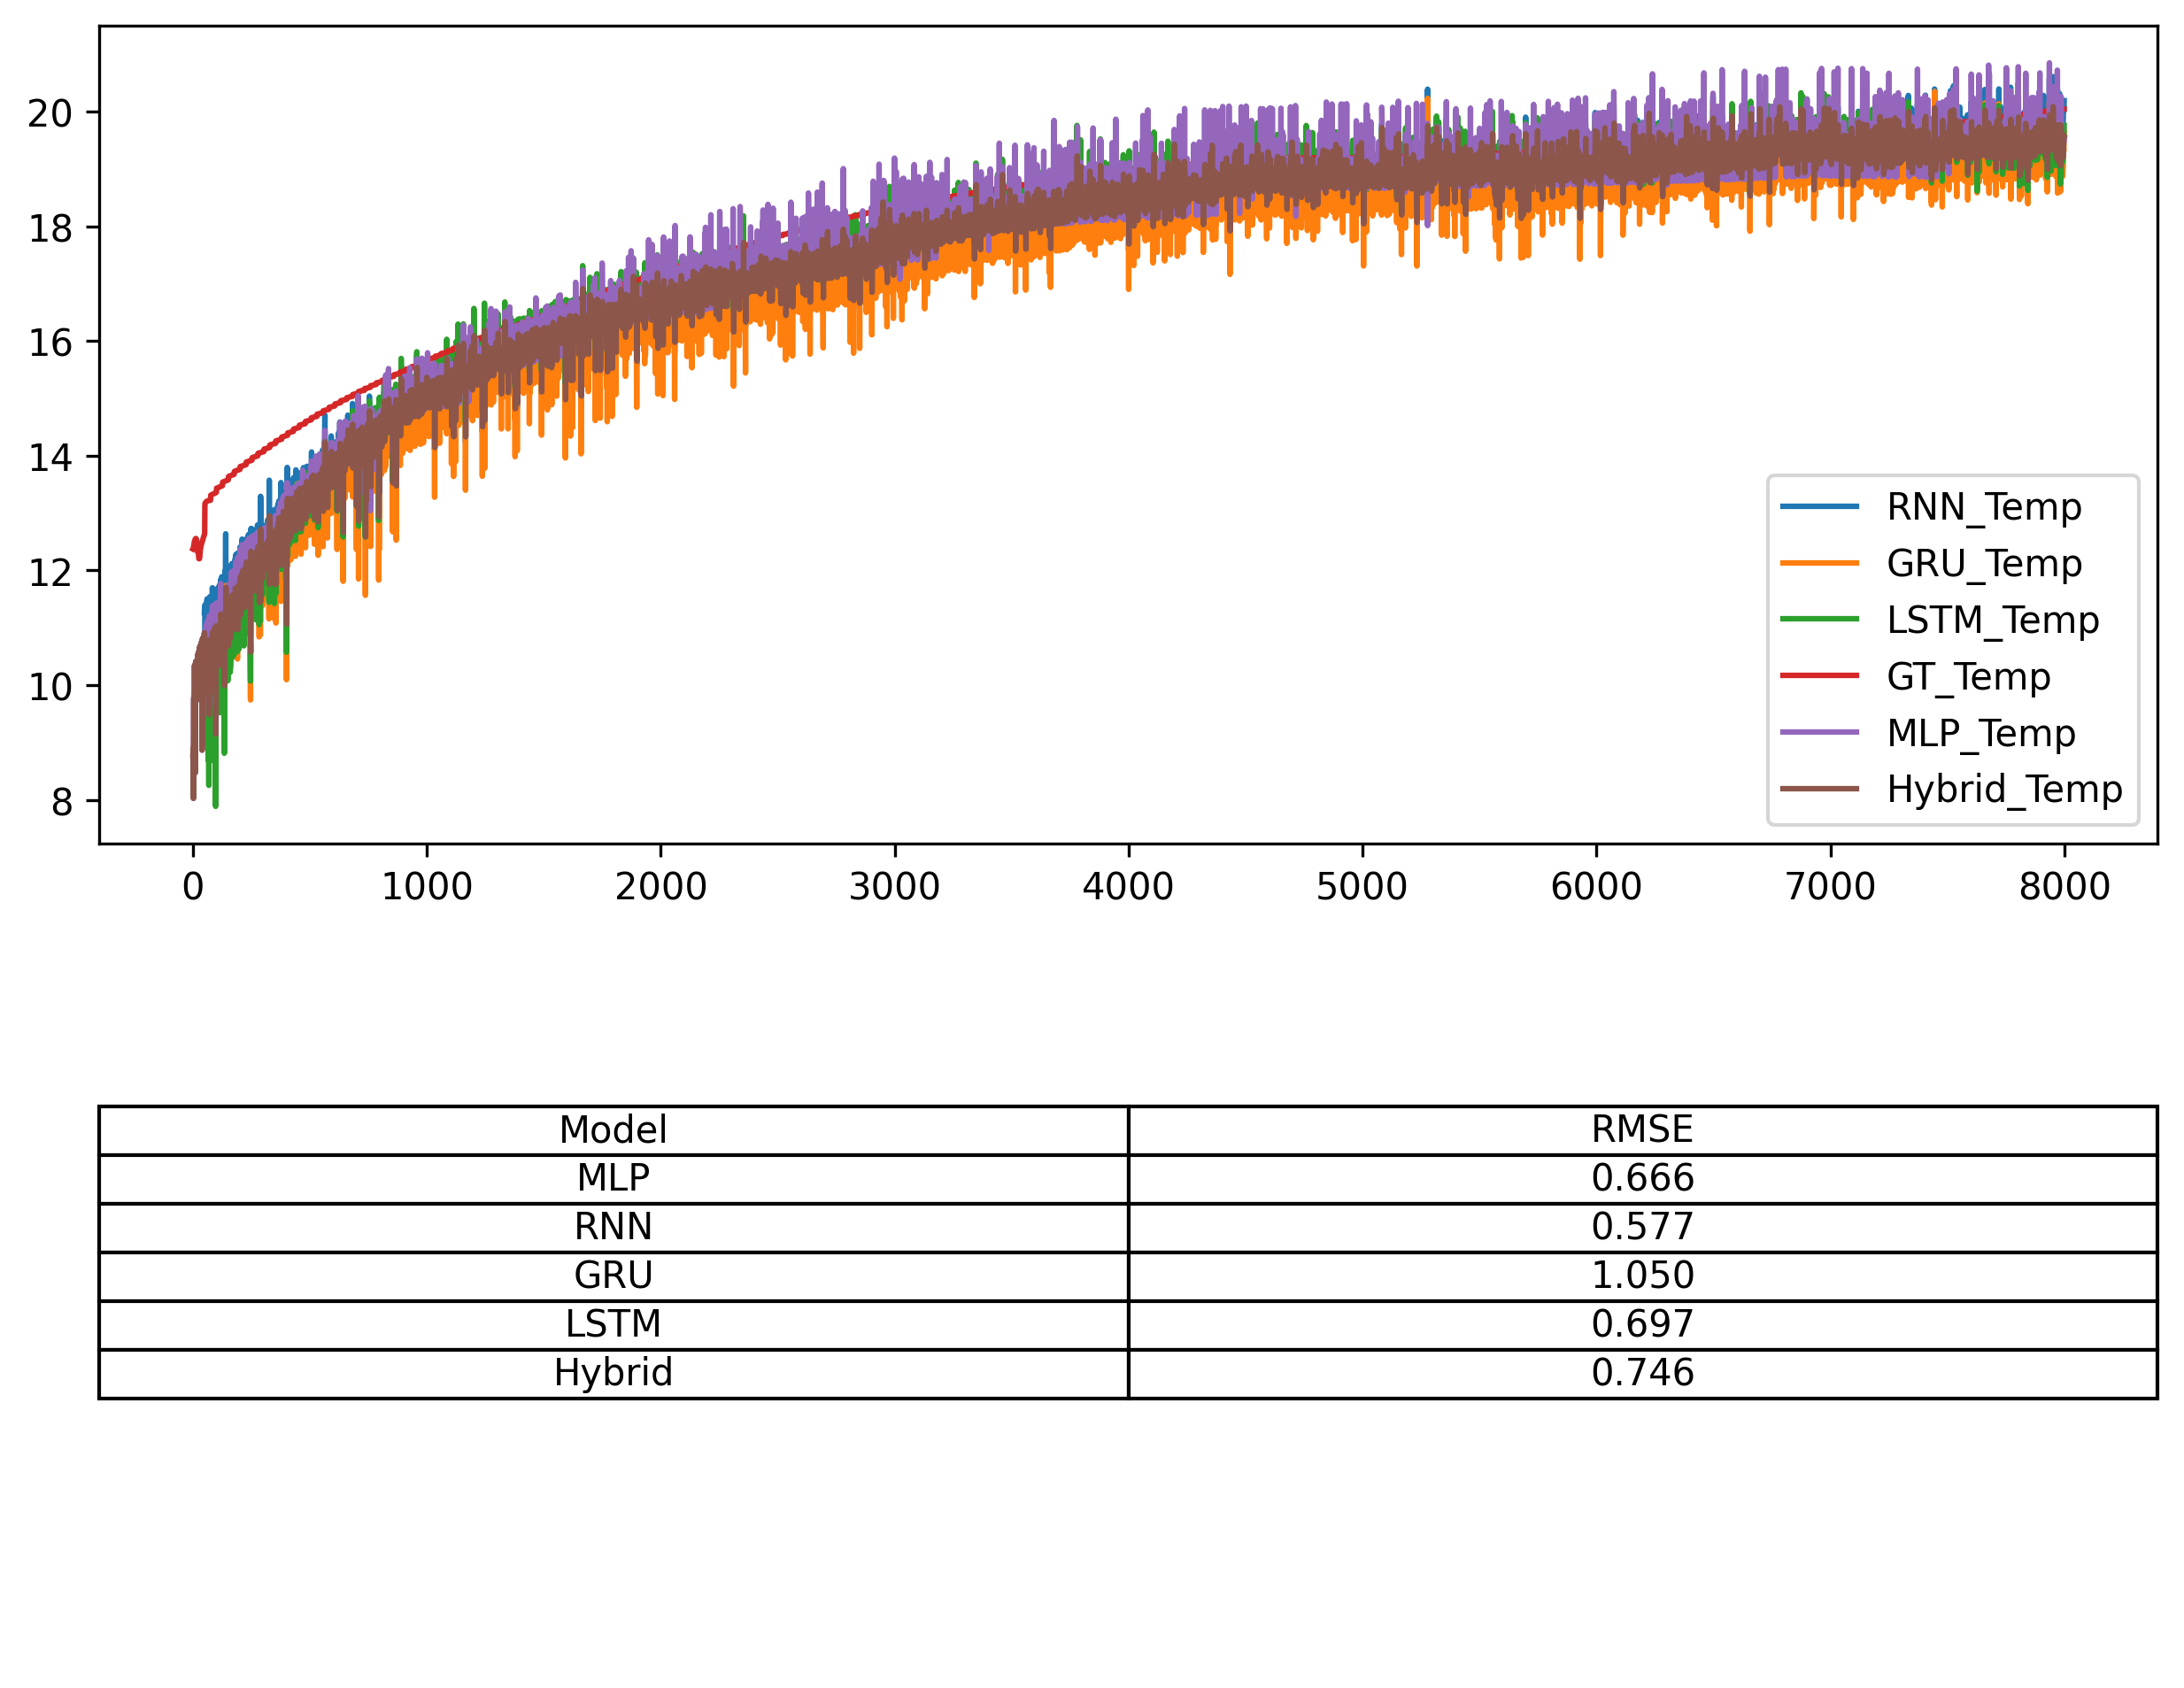 20
18
16
14
12
10
8
RNN_Temp
GRU_Temp
LSTM_Temp
GT_Temp
MLP_Temp
Hybrid_Temp
0 1000 2000 3000 4000 5000 6000 7000 8000
Model RMSE
MLP 0.666
RNN 0.577
GRU 1.050
LSTM 0.697
Hybrid 0.746